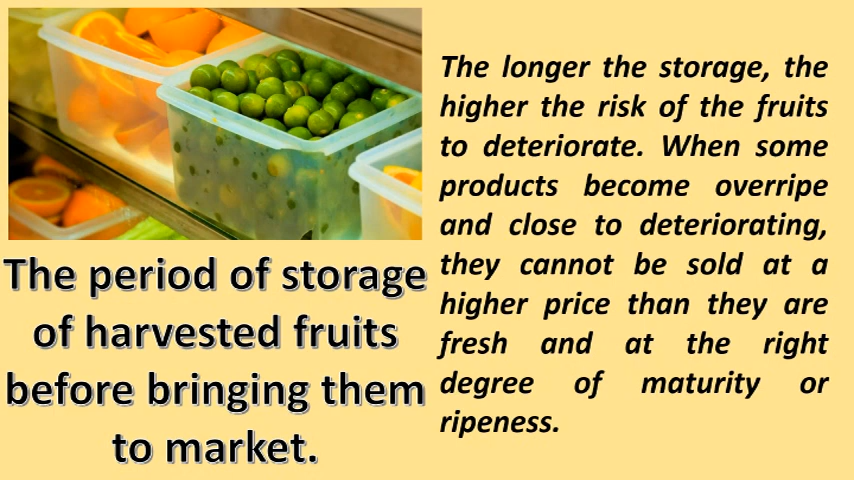 The period of storage
of harvested fruits
before bringing them
to market.
The longer the storage, the
higher the risk of the fruits
to deteriorate. When some
products become overripe
and close to deteriorating,
they cannot be sold at a
higher price than they are
fresh and at the right
degree of maturity or
ripeness.